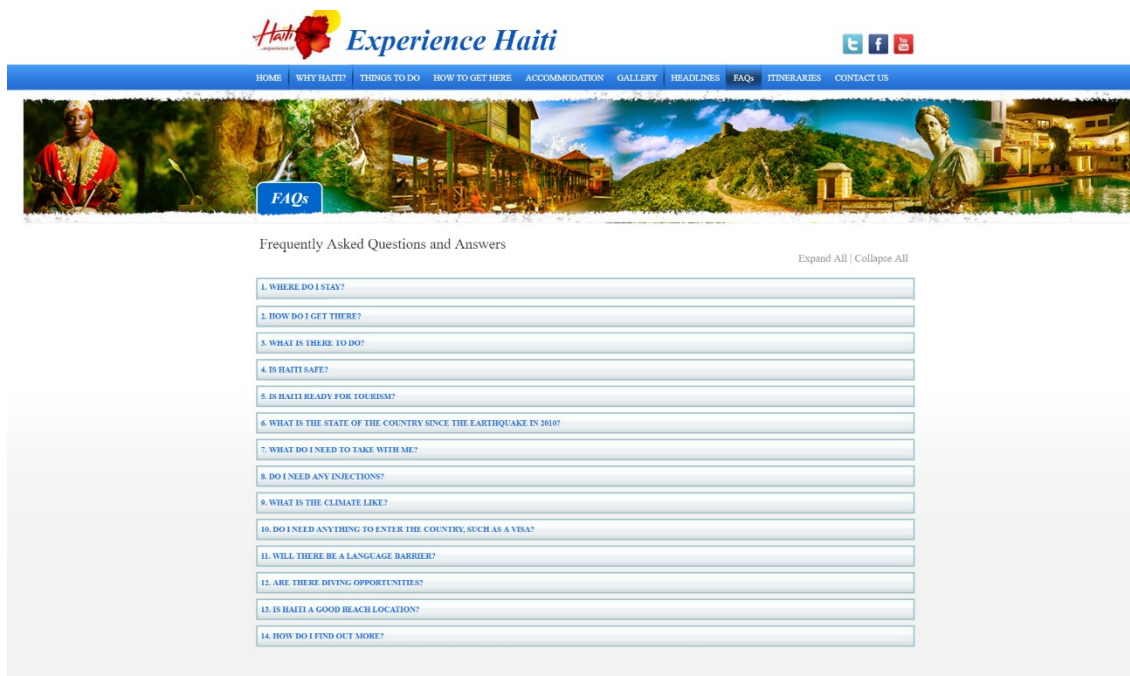 Haiti
...experience it!
Experience Haiti
You
Tube
HOME WHY HAITI? THINGS TO DO HOW TO GET HERE ACCOMMODATION GALLERY HEADLINES FAQs ITINERARIES CONTACT US
FAQs
Frequently Asked Questions and Answers
Expand All | Collapse All
1. WHERE DO I STAY?
2. HOW DO I GET THERE?
3. WHAT IS THERE TO DO?
4. IS HAITI SAFE?
5. IS HAITI READY FOR TOURISM?
6. WHAT IS THE STATE OF THE COUNTRY SINCE THE EARTHQUAKE IN 2010?
7. WHAT DO I NEED TO TAKE WITH ME?
8. DO I NEED ANY INJECTIONS?
9. WHAT IS THE CLIMATE LIKE?
10. DO I NEED ANYTHING TO ENTER THE COUNTRY, SUCH AS A VISA?
11. WILL THERE BE A LANGUAGE BARRIER?
12. ARE THERE DIVING OPPORTUNITIES?
13. IS HAITI A GOOD BEACH LOCATION?
14. HOW DO I FIND OUT MORE?